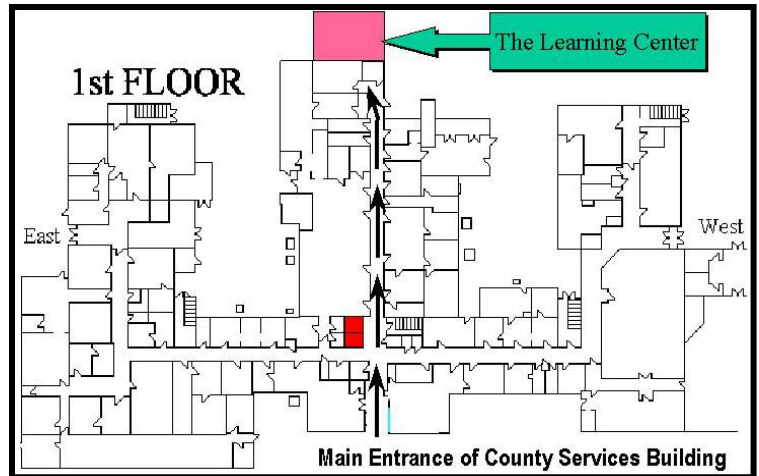 The Learning Center
1st FLOOR
East
West
Main Entrance of County Services Building